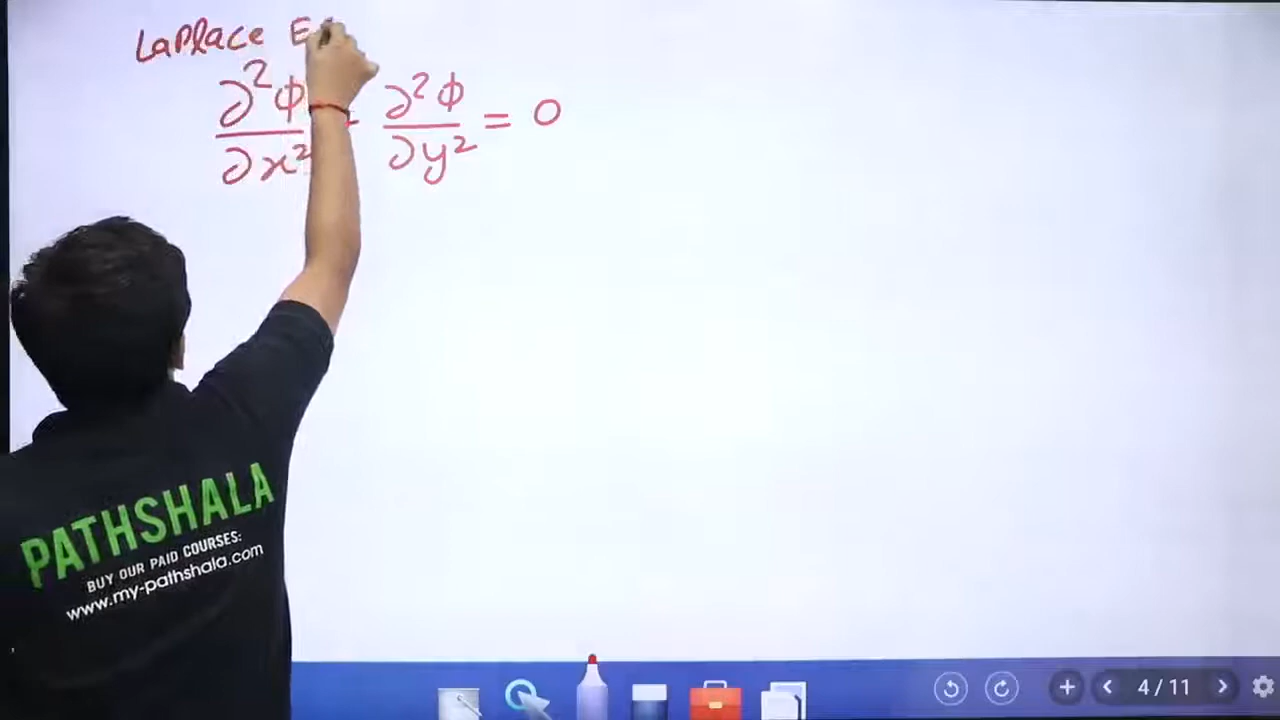 Laplace E
∂²φ/∂x² ∂²φ/∂y² = 0
PATHSHALA
BUY OUR PAID COURSES:
www.my-pathshala.com
4 / 11